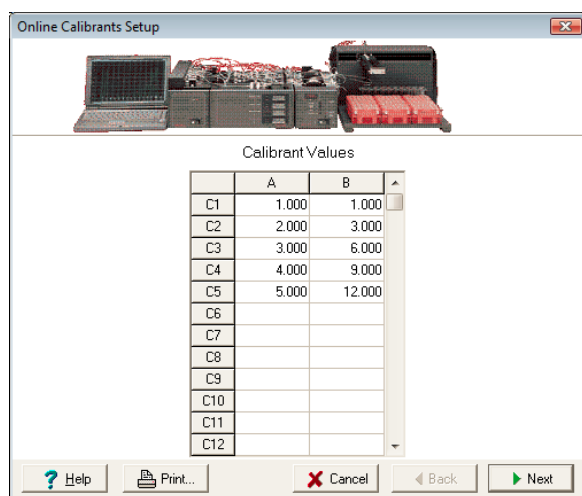 Online Calibrants Setup
Calibrant Values
A B
C1 1.000 1.000
C2 2.000 3.000
C3 3.000 6.000
C4 4.000 9.000
C5 5.000 12.000
C6
C7
C8
C9
C10
C11
C12
? Help Print... Cancel Back Next